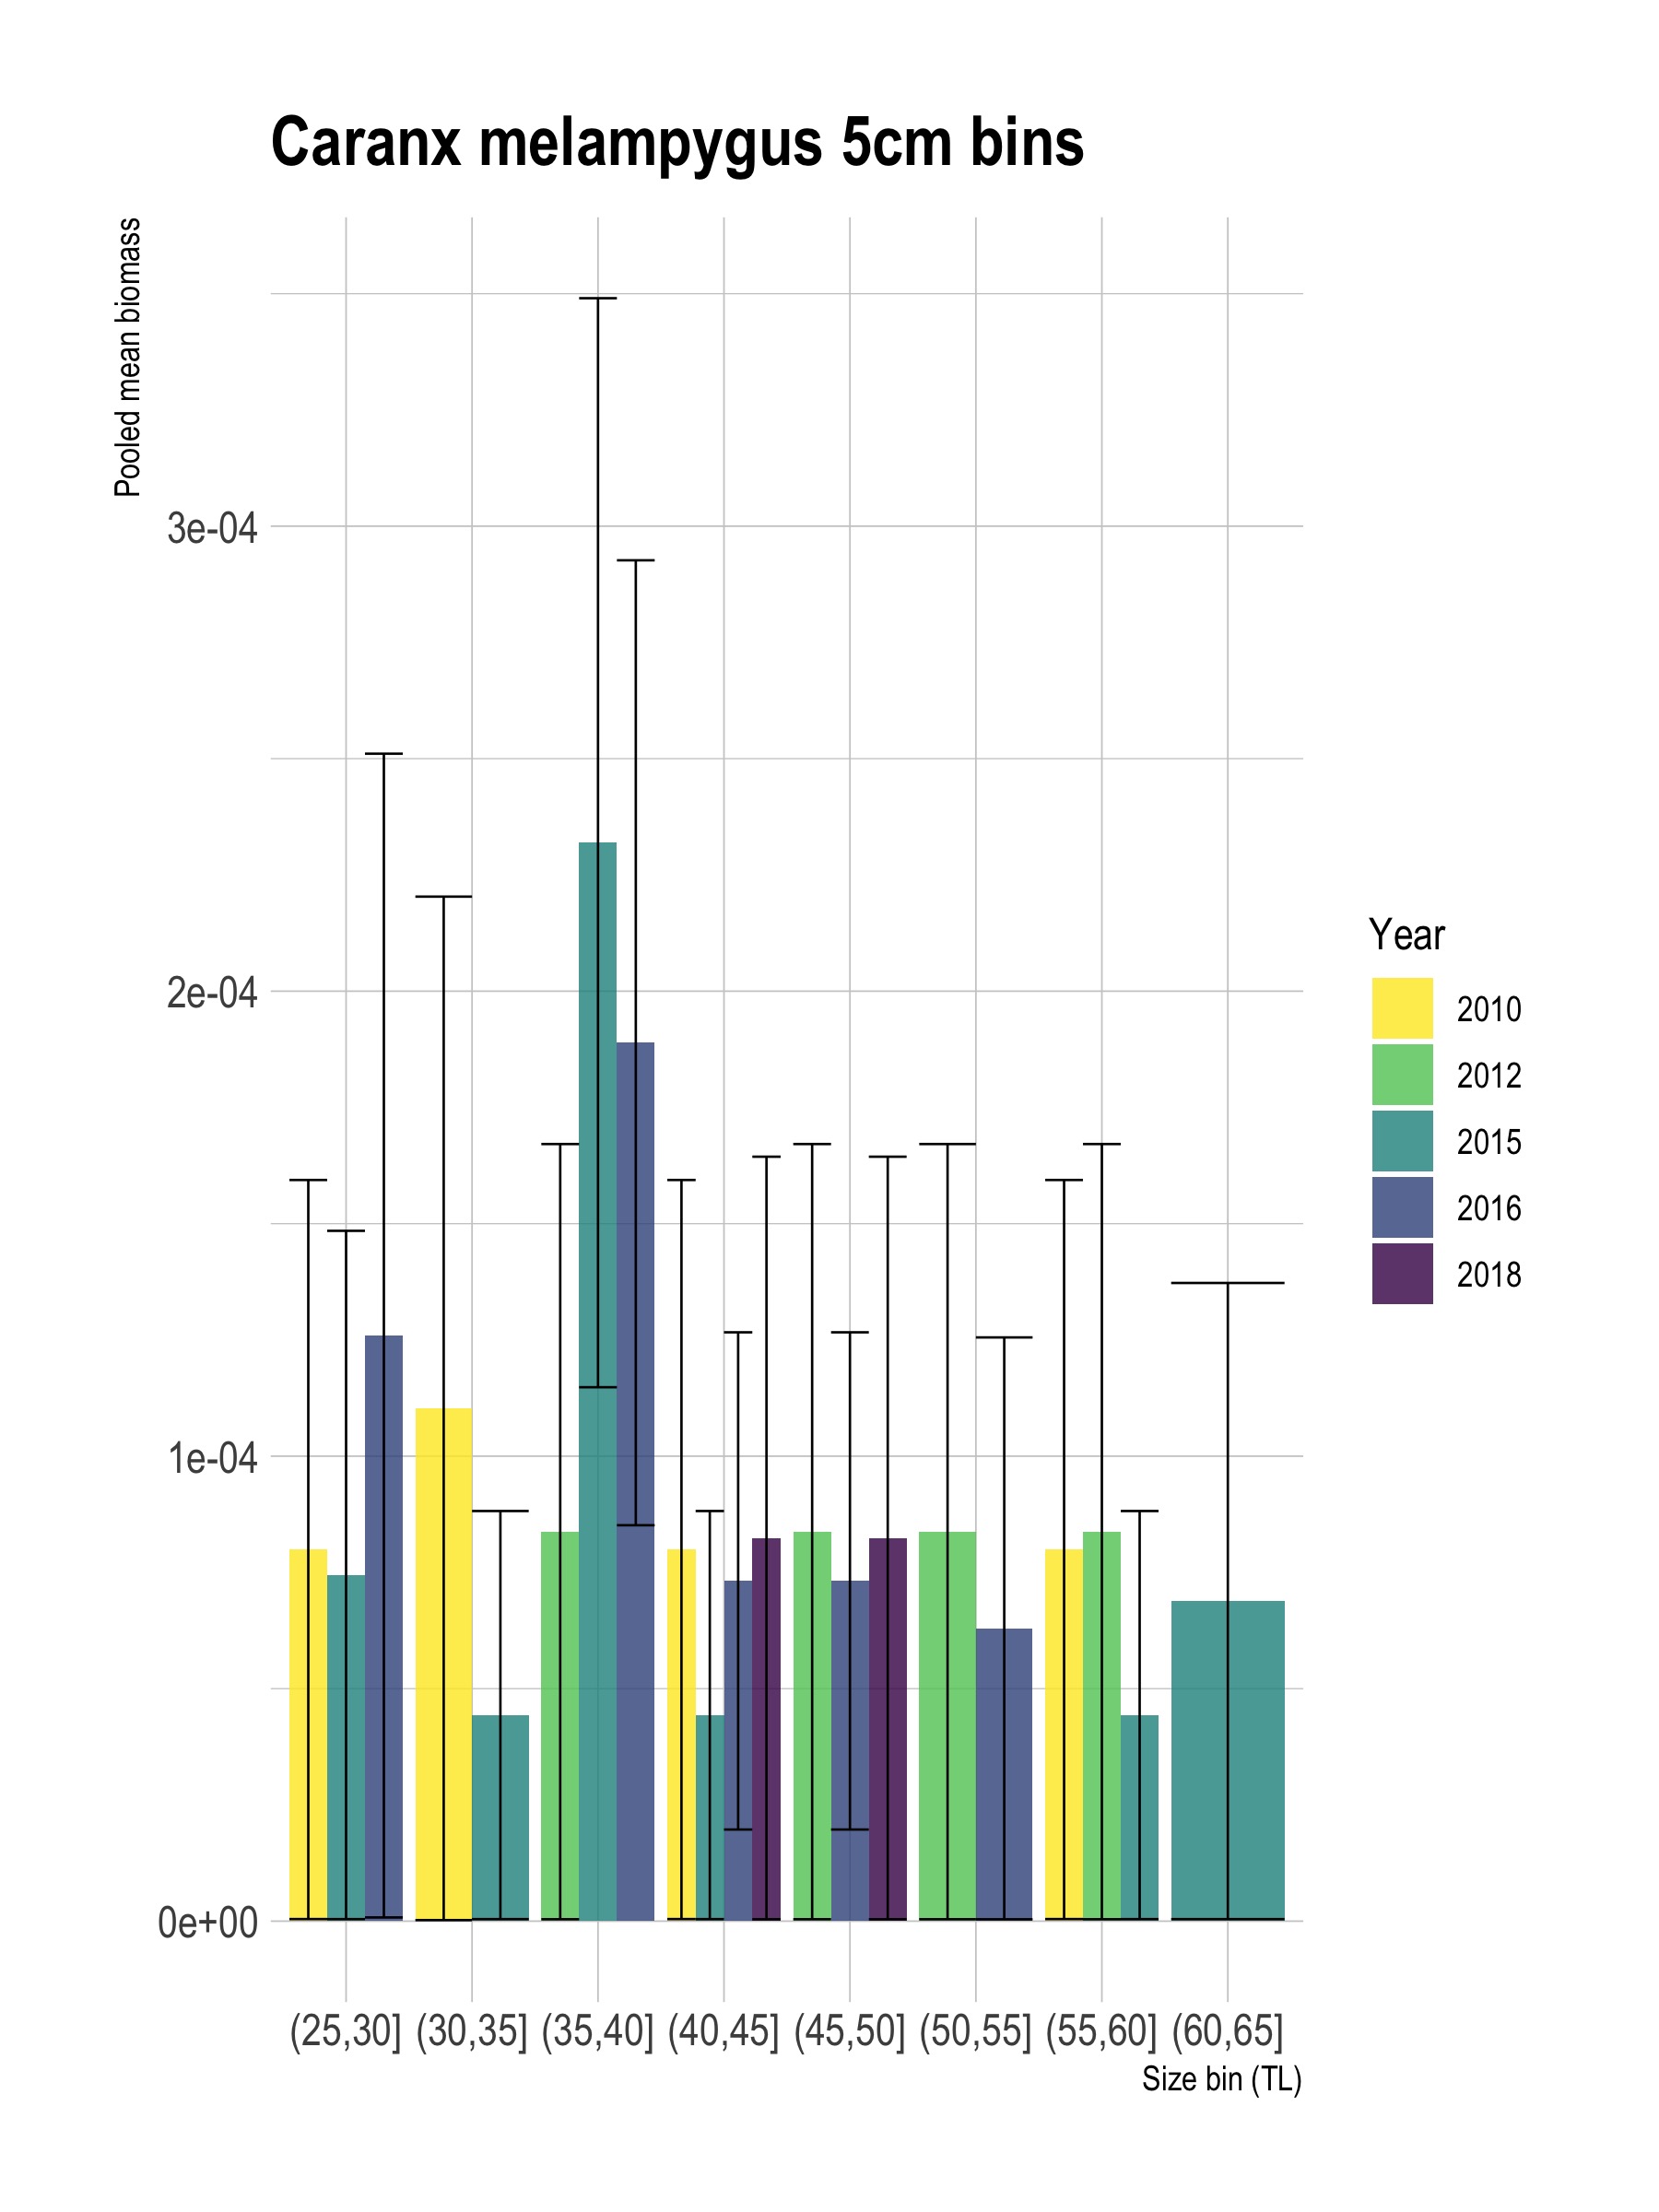 Caranx melampygus 5cm bins
Pooled mean biomass
3e-04
2e-04
1e-04
0e+00
(25,30] (30,35] (35,40] (40,45] (45,50] (50,55] (55,60] (60,65]
Size bin (TL)
Year
2010
2012
2015
2016
2018